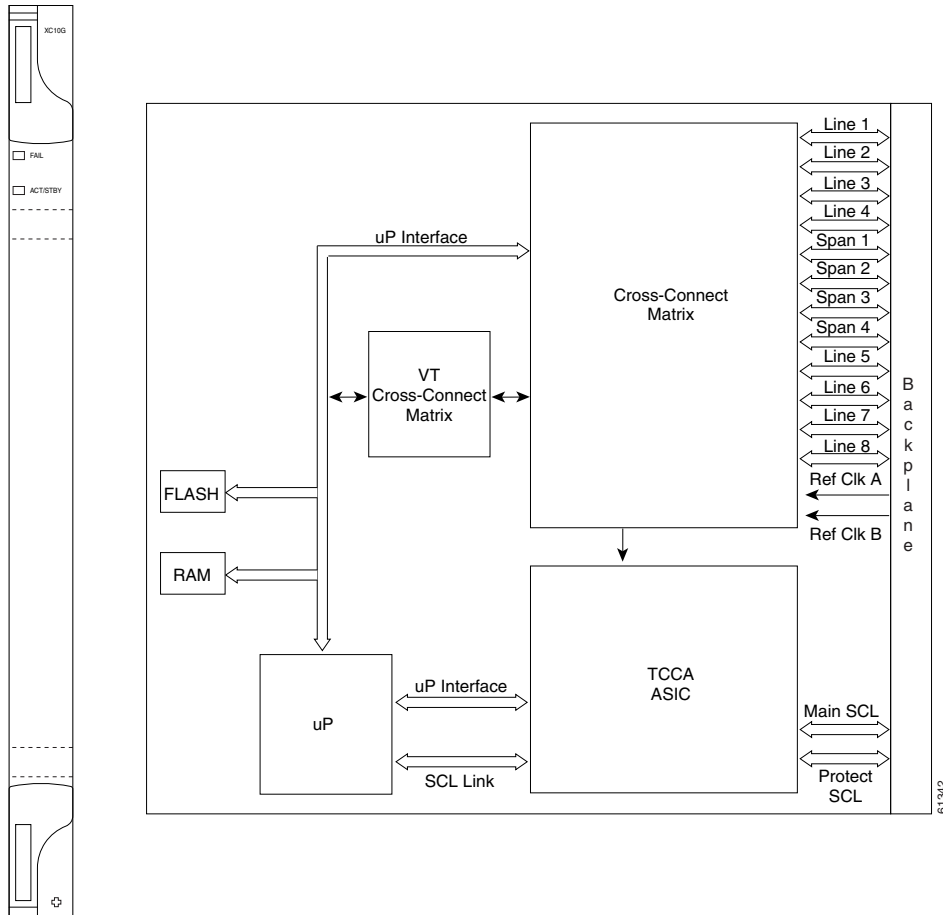 XC10G
FAIL
ACT/STBY
uP Interface
Cross-Connect
Matrix
VT
Cross-Connect
Matrix
FLASH
RAM
uP
uP Interface
SCL Link
TCCA
ASIC
Line 1
Line 2
Line 3
Line 4
Span 1
Span 2
Span 3
Span 4
Line 5
Line 6
Line 7
Line 8
Ref Clk A
Ref Clk B
Main SCL
Protect
SCL
Backplane
61342